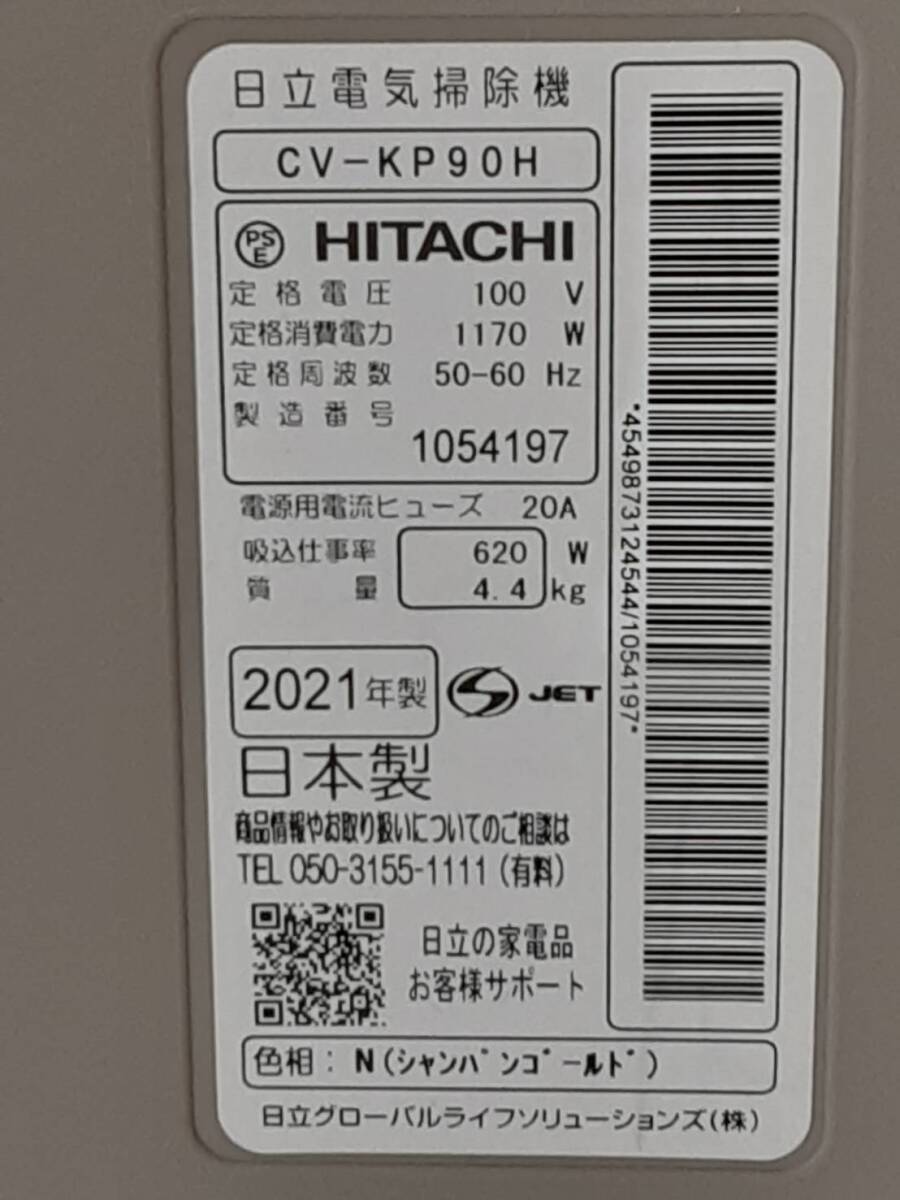 日立電気掃除機
CV-KP90H
PSE HITACHI
定格電圧 100 V
定格消費電力 1170 W
定格周波数 50-60 Hz
製造番号
1054197
電源用電流ヒューズ 20A
吸込仕事率 620 W
質量 4.4 kg
2021年製 S JET
日本製
商品情報やお取り扱いについてのご相談は
TEL 050-3155-1111 (有料)
日立の家電品
お客様サポート
色相: N(シャンパンゴールド)
日立グローバルライフソリューションズ(株)
*4549873124544/1054197*